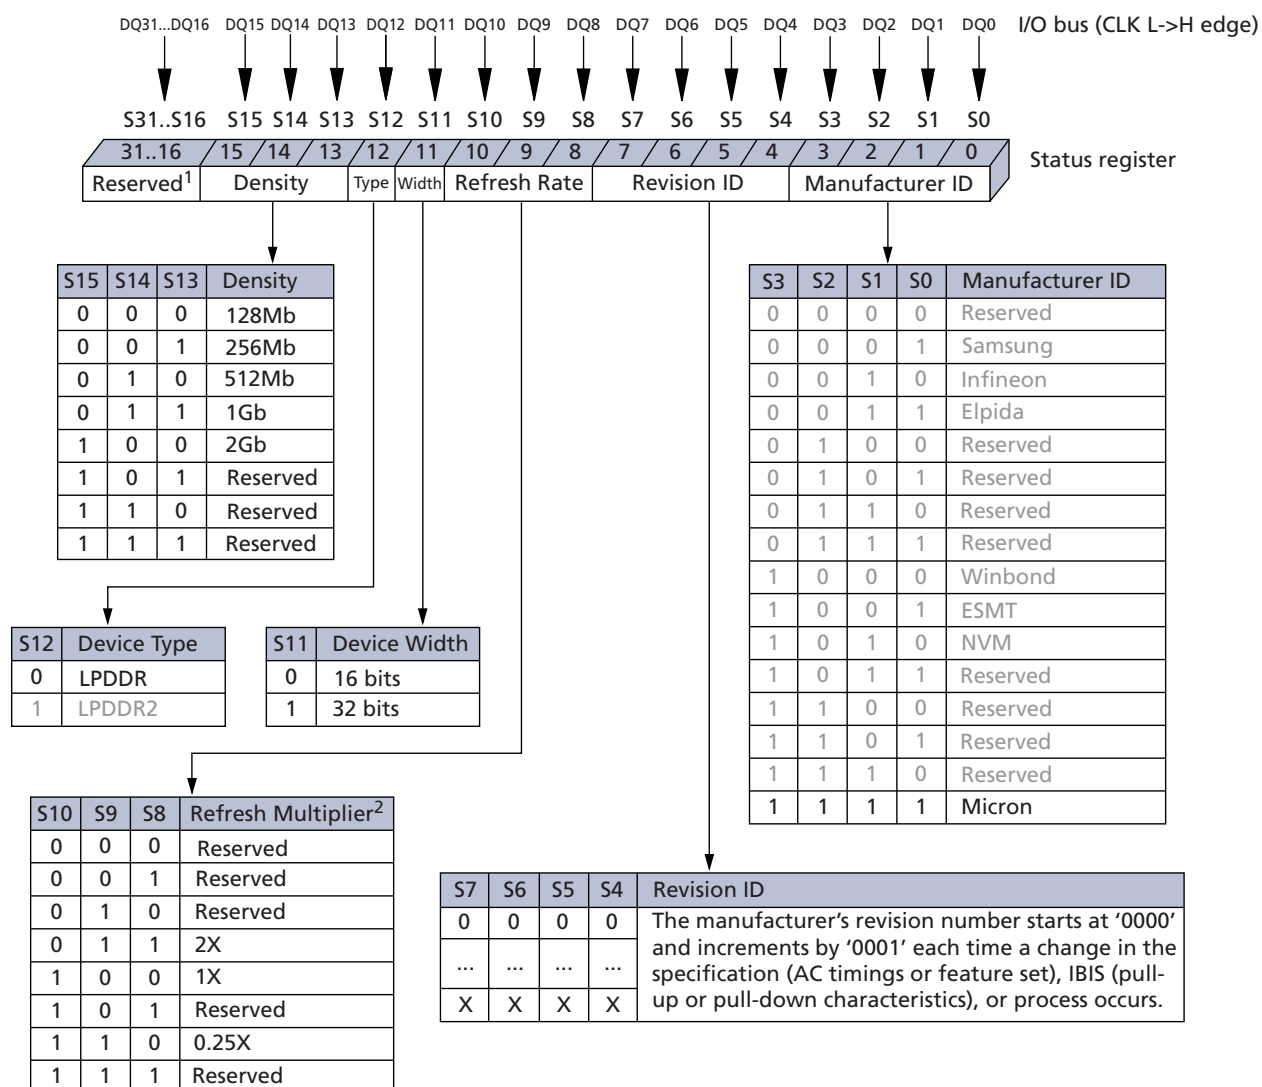 DQ31...DQ16 DQ15 DQ14 DQ13 DQ12 DQ11 DQ10 DQ9 DQ8 DQ7 DQ6 DQ5 DQ4 DQ3 DQ2 DQ1 DQ0 I/O bus (CLK L->H edge)
S31..S16 S15 S14 S13 S12 S11 S10 S9 S8 S7 S6 S5 S4 S3 S2 S1 S0
31..16 15 14 13 12 11 10 9 8 7 6 5 4 3 2 1 0 Status register
Reserved1 Density Type Width Refresh Rate Revision ID Manufacturer ID
S15 S14 S13 Density
0 0 0 128Mb
0 0 1 256Mb
0 1 0 512Mb
0 1 1 1Gb
1 0 0 2Gb
1 0 1 Reserved
1 1 0 Reserved
1 1 1 Reserved
S3 S2 S1 S0 Manufacturer ID
0 0 0 0 Reserved
0 0 0 1 Samsung
0 0 1 0 Infineon
0 0 1 1 Elpida
0 1 0 0 Reserved
0 1 0 1 Reserved
0 1 1 0 Reserved
0 1 1 1 Reserved
1 0 0 0 Winbond
1 0 0 1 ESMT
1 0 1 0 NVM
1 0 1 1 Reserved
1 1 0 0 Reserved
1 1 0 1 Reserved
1 1 1 0 Reserved
1 1 1 1 Micron
S12 Device Type
0 LPDDR
1 LPDDR2
S11 Device Width
0 16 bits
1 32 bits
S10 S9 S8 Refresh Multiplier2
0 0 0 Reserved
0 0 1 Reserved
0 1 0 Reserved
0 1 1 2X
1 0 0 1X
1 0 1 Reserved
1 1 0 0.25X
1 1 1 Reserved
S7 S6 S5 S4 Revision ID
0 0 0 0 The manufacturer’s revision number starts at ‘0000’
and increments by ‘0001’ each time a change in the
... ... ... ... specification (AC timings or feature set), IBIS (pull-
X X X X up or pull-down characteristics), or process occurs.